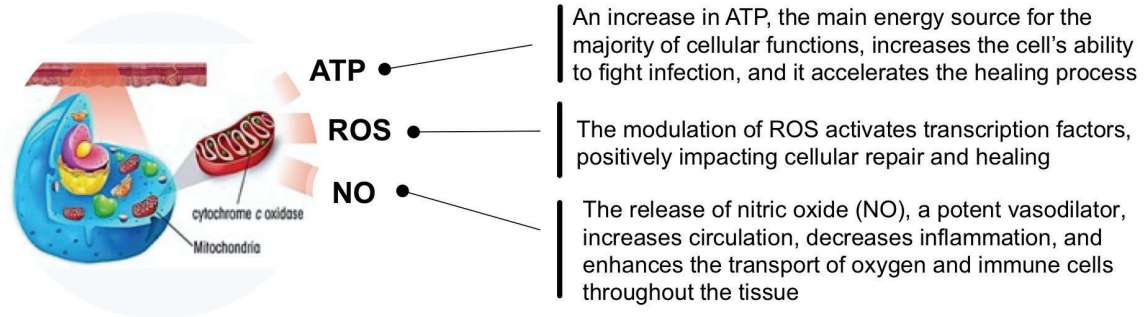 ATP
An increase in ATP, the main energy source for the
majority of cellular functions, increases the cell's ability
to fight infection, and it accelerates the healing process
ROS
The modulation of ROS activates transcription factors,
positively impacting cellular repair and healing
NO
The release of nitric oxide (NO), a potent vasodilator,
increases circulation, decreases inflammation, and
enhances the transport of oxygen and immune cells
throughout the tissue
cytochrome c oxidase
Mitochondria